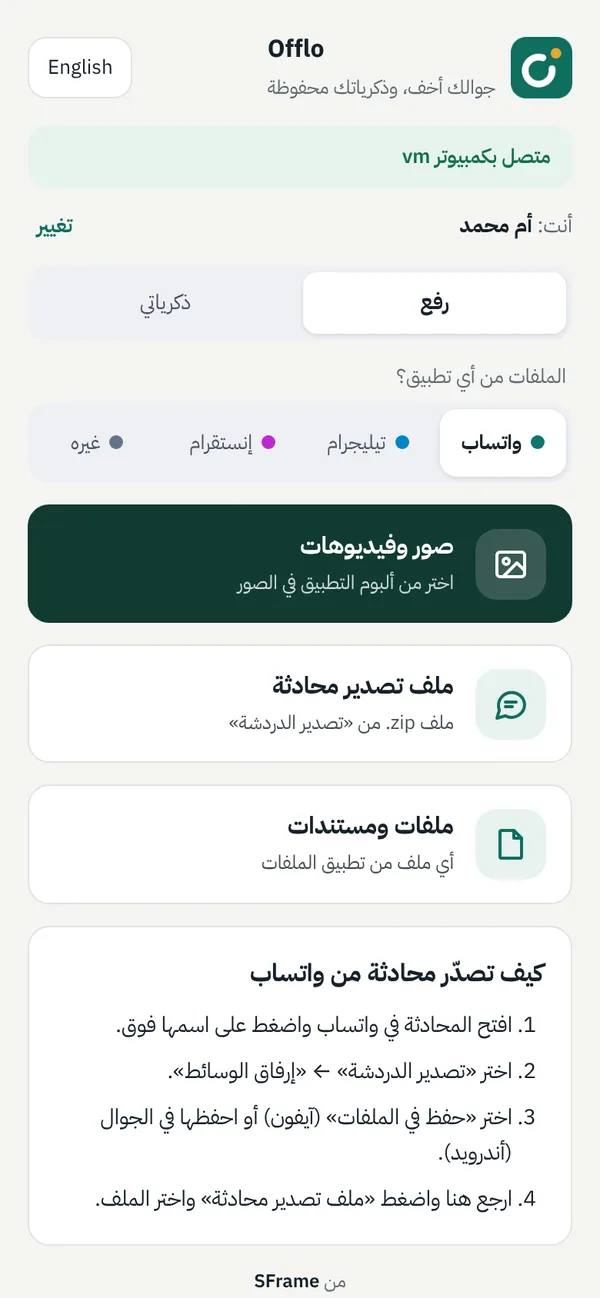 Offlo
جوالك أخف، وذكرياتك محفوظة
English
متصل بكمبيوتر vm
أنت: أم محمد
تغيير
رفع
ذكرياتي
الملفات من أي تطبيق؟
واتساب
تيليجرام
إنستقرام
غيره
صور وفيديوهات
اختر من ألبوم التطبيق في الصور
ملف تصدير محادثة
ملف .zip من «تصدير الدردشة»
ملفات ومستندات
أي ملف من تطبيق الملفات
كيف تصدّر محادثة من واتساب
1. افتح المحادثة في واتساب واضغط على اسمها فوق.
2. اختر «تصدير الدردشة» ← «إرفاق الوسائط».
3. اختر «حفظ في الملفات» (آيفون) أو احفظها في الجوال
(أندرويد).
4. ارجع هنا واضغط «ملف تصدير محادثة» واختر الملف.
من SFrame